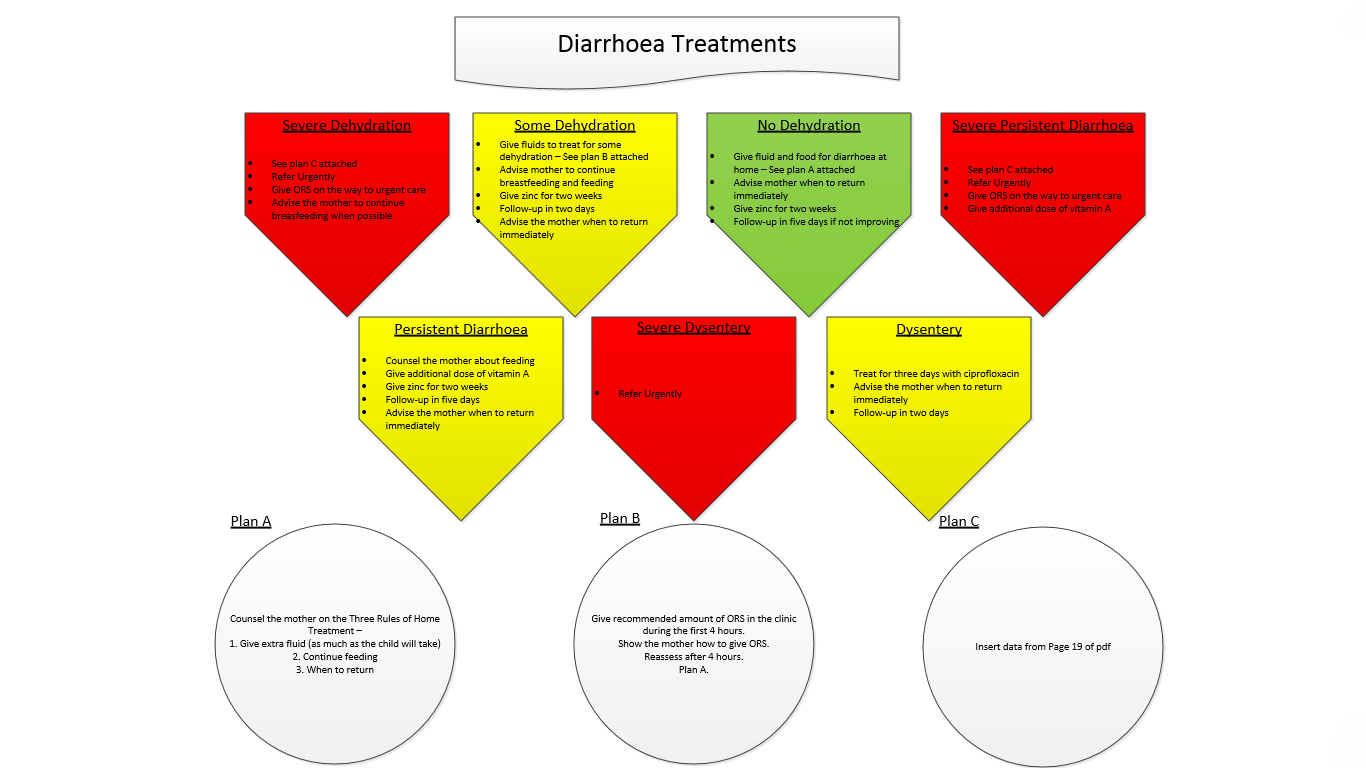 Diarrhoea Treatments
Severe Dehydration
• See plan C attached
• Refer Urgently
• Give ORS on the way to urgent care
• Advise the mother to continue
breasfeeding when possible
Some Dehydration
• Give fluids to treat for some
dehydration – See plan B attached
• Advise mother to continue
breastfeeding and feeding
• Give zinc for two weeks
• Follow-up in two days
• Advise the mother when to return
immediately
No Dehydration
• Give fluid and food for diarrhoea at
home – See plan A attached
• Advise mother when to return
immediately
• Give zinc for two weeks
• Follow-up in five days if not improving
Severe Persistent Diarrhoea
• See plan C attached
• Refer Urgently
• Give ORS on the way to urgent care
• Give additional dose of vitamin A
Persistent Diarrhoea
• Counsel the mother about feeding
• Give additional dose of vitamin A
• Give zinc for two weeks
• Follow-up in five days
• Advise the mother when to return
immediately
Severe Dysentery
• Refer Urgently
Dysentery
• Treat for three days with ciprofloxacin
• Advise the mother when to return
immediately
• Follow-up in two days
Plan A
Counsel the mother on the Three Rules of Home
Treatment –
1. Give extra fluid (as much as the child will take)
2. Continue feeding
3. When to return
Plan B
Give recommended amount of ORS in the clinic
during the first 4 hours.
Show the mother how to give ORS.
Reassess after 4 hours.
Plan A.
Plan C
Insert data from Page 19 of pdf